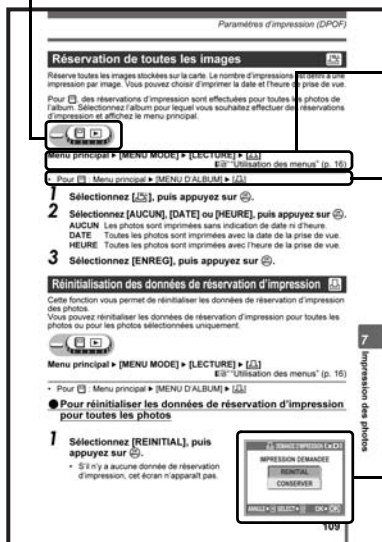 Paramètres d'impression (DPOF)
Réservation de toutes les images
Réserve toutes les images stockées sur la carte. Le nombre d'impressions est défini à une
impression par image. Vous pouvez choisir d'imprimer la date et l'heure de prise de vue.
Pour , des réservations d'impression sont effectuées pour toutes les photos de
l'album. Sélectionnez l'album pour lequel vous souhaitez effectuer des réservations
d'impression et affichez le menu principal.
Menu principal ▸ [MENU MODE] ▸ [LECTURE] ▸ [ ]
"Utilisation des menus" (p. 16)
• Pour : Menu principal ▸ [MENU D'ALBUM] ▸ [ ]
1 Sélectionnez [ ], puis appuyez sur .
2 Sélectionnez [AUCUN], [DATE] ou [HEURE], puis appuyez sur .
AUCUN Les photos sont imprimées sans indication de date ni d'heure.
DATE Toutes les photos sont imprimées avec la date de la prise de vue.
HEURE Toutes les photos sont imprimées avec l'heure de la prise de vue.
3 Sélectionnez [ENREG], puis appuyez sur .
Réinitialisation des données de réservation d'impression
Cette fonction vous permet de réinitialiser les données de réservation d'impression
des photos.
Vous pouvez réinitialiser les données de réservation d'impression pour toutes les
photos ou pour les photos sélectionnées uniquement.
Menu principal ▸ [MENU MODE] ▸ [LECTURE] ▸ [ ]
"Utilisation des menus" (p. 16)
• Pour : Menu principal ▸ [MENU D'ALBUM] ▸ [ ]
● Pour réinitialiser les données de réservation d'impression
pour toutes les photos
1 Sélectionnez [REINITIAL], puis
appuyez sur .
• S'il n'y a aucune donnée de réservation
d'impression, cet écran n'apparaît pas.
IMPRESSION DEMANDEE
REINITIAL
CONSERVER
ANNULE SELECT OK
7
Impression des photos
109